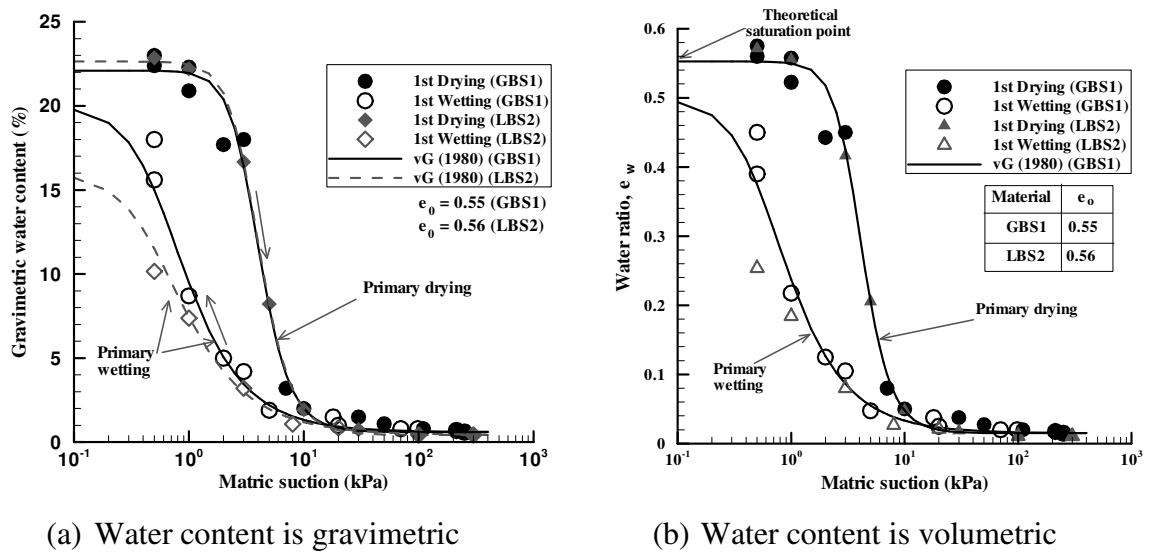 25
20
15
10
5
0
Gravimetric water content (%)
10-1
100
101
102
103
Matric suction (kPa)
1st Drying (GBS1)
1st Wetting (GBS1)
1st Drying (LBS2)
1st Wetting (LBS2)
vG (1980) (GBS1)
vG (1980) (LBS2)
e0 = 0.55 (GBS1)
e0 = 0.56 (LBS2)
Primary drying
Primary
wetting
(a) Water content is gravimetric
Theoretical
saturation point
0.6
0.5
0.4
0.3
0.2
0.1
0
Water ratio, e w
10-1
100
101
102
103
Matric suction (kPa)
1st Drying (GBS1)
1st Wetting (GBS1)
1st Drying (LBS2)
1st Wetting (LBS2)
vG (1980) (GBS1)
Material eo
GBS1 0.55
LBS2 0.56
Primary drying
Primary
wetting
(b) Water content is volumetric